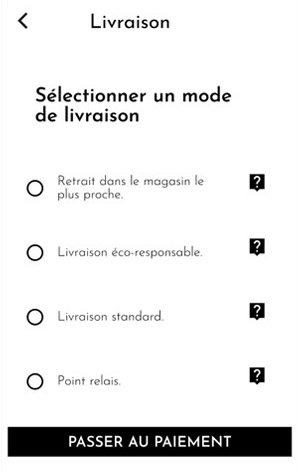 Livraison
Sélectionner un mode
de livraison
Retrait dans le magasin le
plus proche.
?
Livraison éco-responsable.
?
Livraison standard.
?
Point relais.
?
PASSER AU PAIEMENT